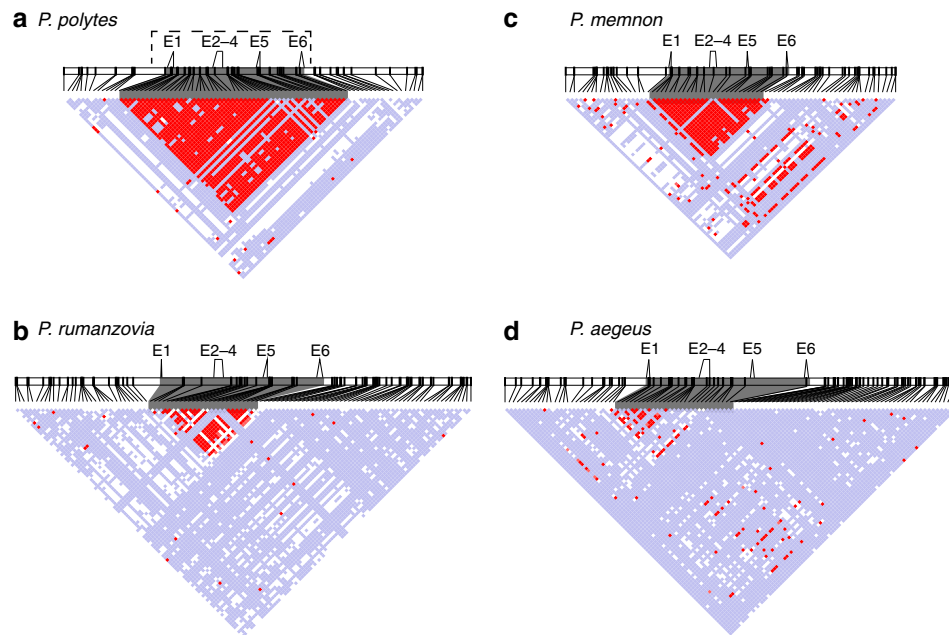 a P. polytes
E1 E2–4 E5 E6
c P. memnon
E1 E2–4 E5 E6
b P. rumanzovia
E1 E2–4 E5 E6
d P. aegeus
E1 E2–4 E5 E6